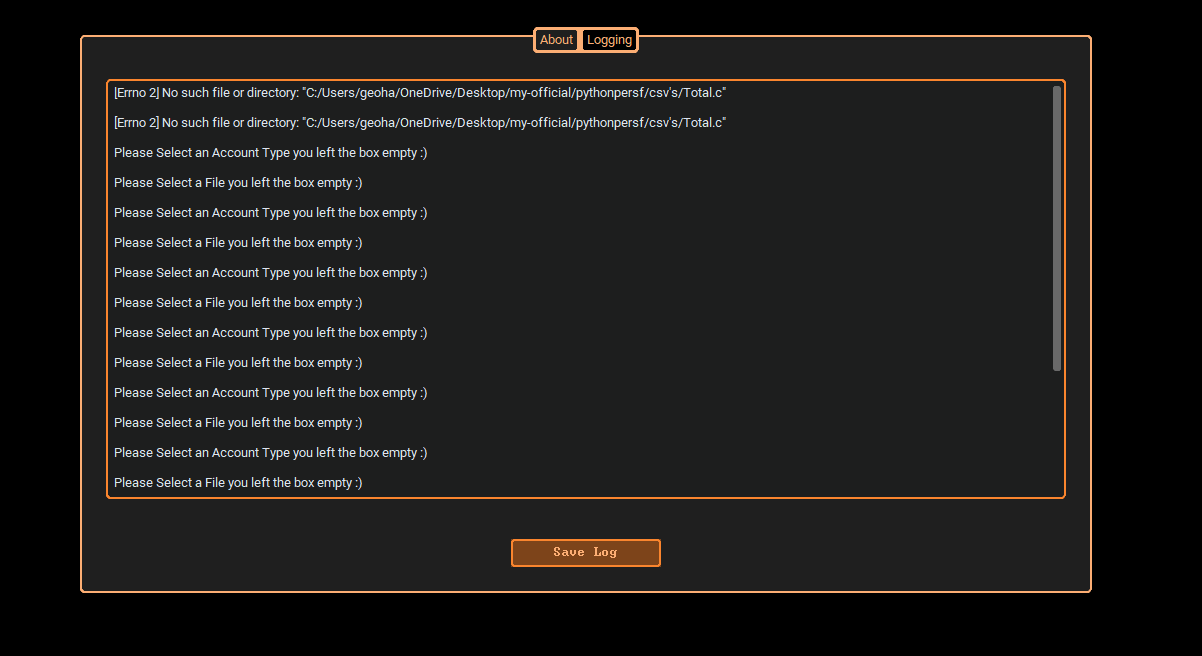 About Logging
[Errno 2] No such file or directory: "C:/Users/geoha/OneDrive/Desktop/my-official/pythonpersf/csv's/Total.c"
[Errno 2] No such file or directory: "C:/Users/geoha/OneDrive/Desktop/my-official/pythonpersf/csv's/Total.c"
Please Select an Account Type you left the box empty :)
Please Select a File you left the box empty :)
Please Select an Account Type you left the box empty :)
Please Select a File you left the box empty :)
Please Select an Account Type you left the box empty :)
Please Select a File you left the box empty :)
Please Select an Account Type you left the box empty :)
Please Select a File you left the box empty :)
Please Select an Account Type you left the box empty :)
Please Select a File you left the box empty :)
Please Select an Account Type you left the box empty :)
Please Select a File you left the box empty :)
Save Log